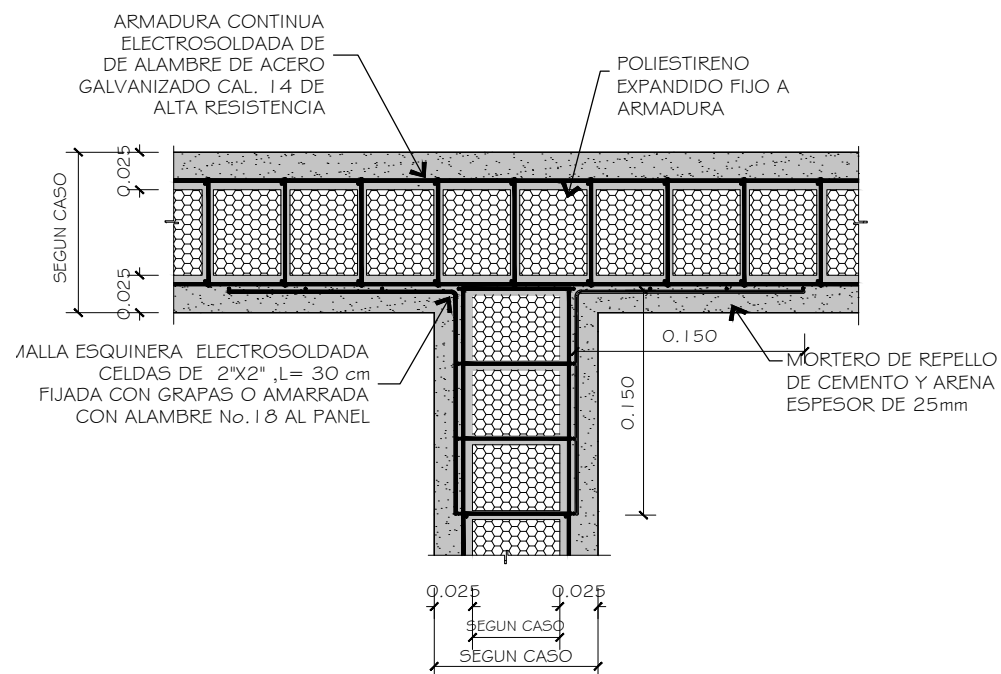 ARMADURA CONTINUA
ELECTROSOLDADA DE
DE ALAMBRE DE ACERO
GALVANIZADO CAL. 14 DE
ALTA RESISTENCIA
POLIESTIRENO
EXPANDIDO FIJO A
ARMADURA
SEGUN CASO
0.025
0.025
MALLA ESQUINERA ELECTROSOLDADA
CELDAS DE 2"X2" ,L= 30 cm
FIJADA CON GRAPAS O AMARRADA
CON ALAMBRE No.18 AL PANEL
0.150
0.150
MORTERO DE REPELLO
DE CEMENTO Y ARENA
ESPESOR DE 25mm
0.025
0.025
SEGUN CASO
SEGUN CASO